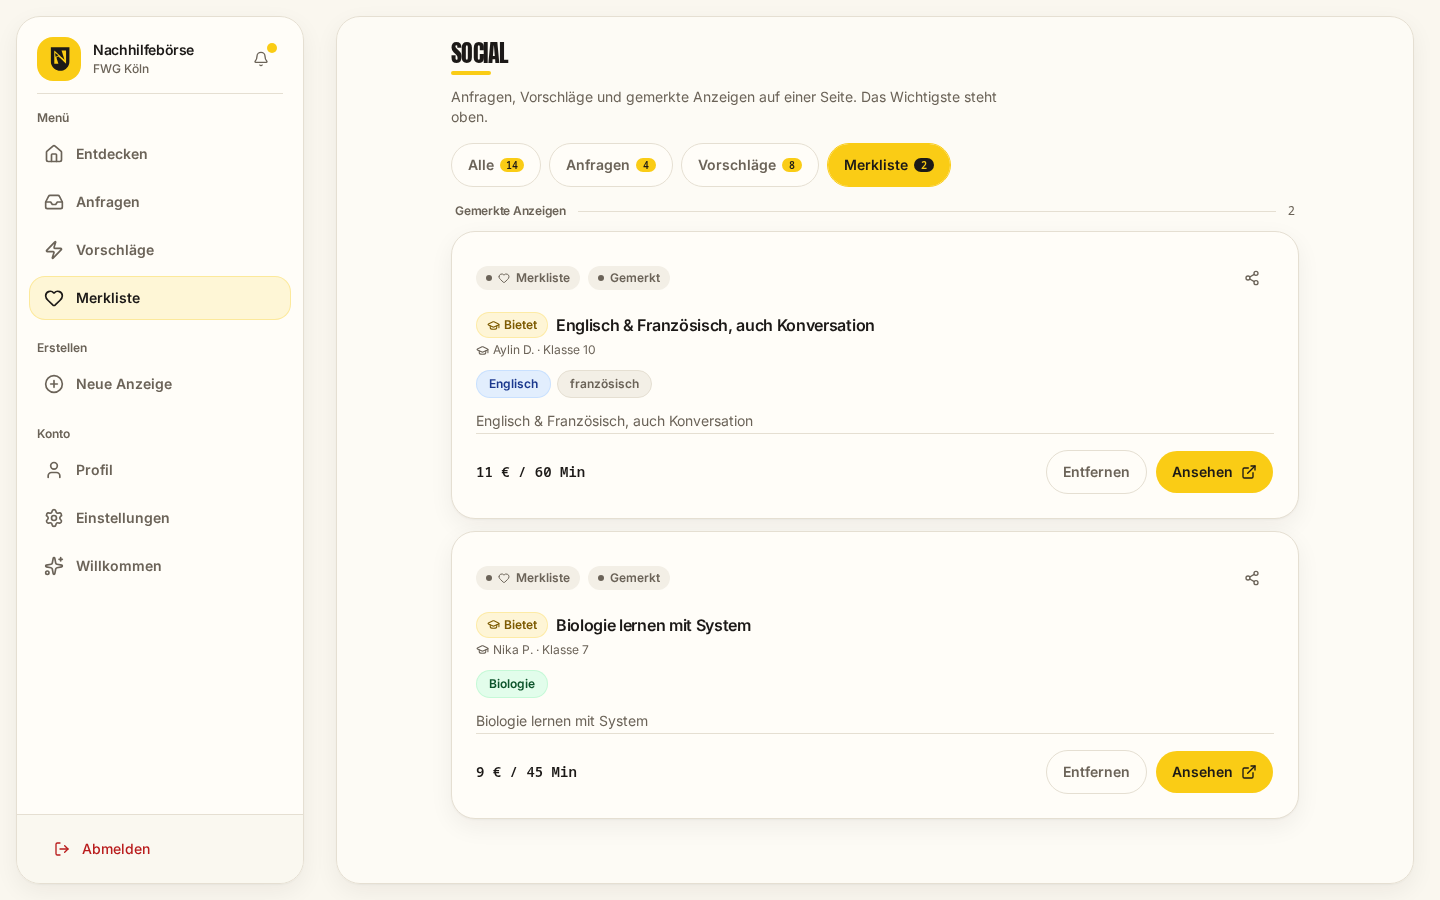 Nachhilfebörse
FWG Köln
Menü
Entdecken
Anfragen
Vorschläge
Merkliste
Erstellen
Neue Anzeige
Konto
Profil
Einstellungen
Willkommen
Abmelden
SOCIAL
Anfragen, Vorschläge und gemerkte Anzeigen auf einer Seite. Das Wichtigste steht
oben.
Alle 14 Anfragen 4 Vorschläge 8 Merkliste 2
Gemerkte Anzeigen 2
Merkliste Gemerkt
Bietet Englisch & Französisch, auch Konversation
Aylin D. · Klasse 10
Englisch französisch
Englisch & Französisch, auch Konversation
11 € / 60 Min Entfernen Ansehen
Merkliste Gemerkt
Bietet Biologie lernen mit System
Nika P. · Klasse 7
Biologie
Biologie lernen mit System
9 € / 45 Min Entfernen Ansehen